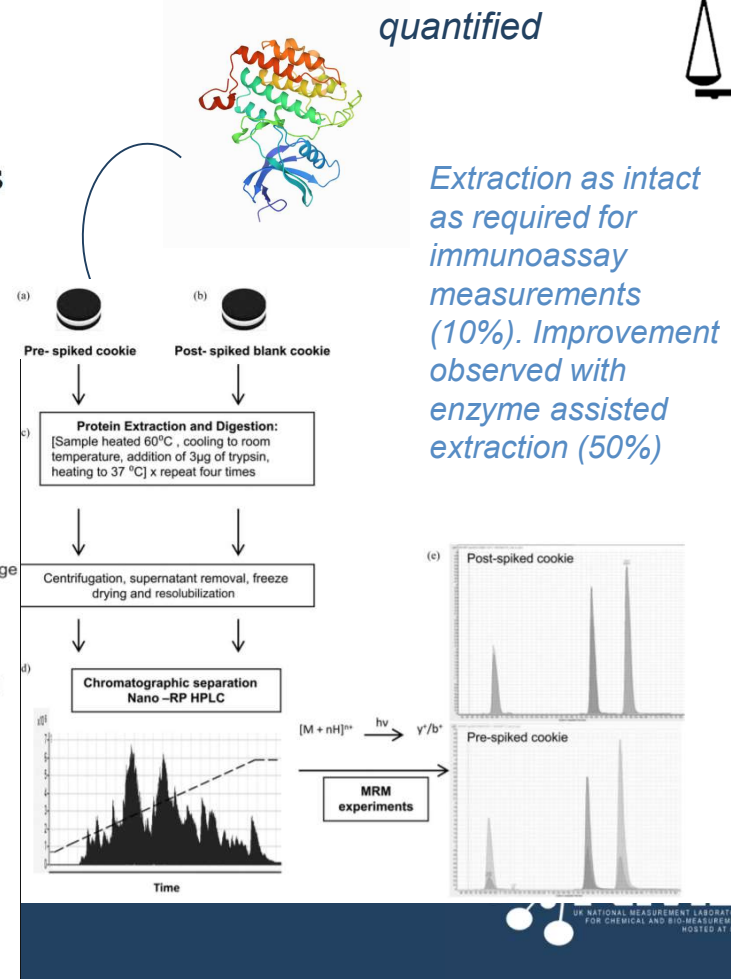 quantified
s
Extraction as intact
as required for
immunoassay
measurements
(10%). Improvement
observed with
enzyme assisted
extraction (50%)
(a)
(b)
Pre- spiked cookie
Post- spiked blank cookie
c)
Protein Extraction and Digestion:
[Sample heated 60°C , cooling to room
temperature, addition of 3µg of trypsin,
heating to 37 °C] x repeat four times
ge
Centrifugation, supernatant removal, freeze
drying and resolubilization
(e)
Post-spiked cookie
d)
Chromatographic separation
Nano –RP HPLC
[M + nH]ⁿ⁺
hv
y⁺/b⁺
Pre-spiked cookie
MRM
experiments
Time
UK NATIONAL MEASUREMENT LABORAT
FOR CHEMICAL AND BIO-MEASUREM
HOSTED AT